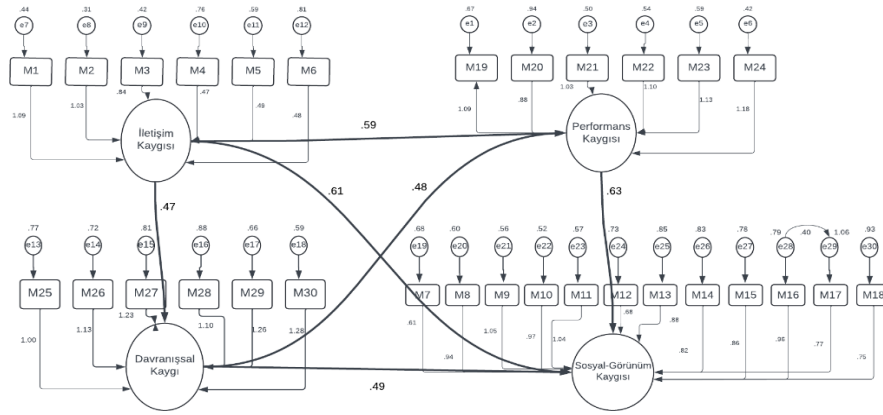 .44 .31 .42 .76 .59 .81
e7 e8 e9 e10 e11 e12
M1 M2 M3 M4 M5 M6
1.09 1.03 .84 .47 .49 .48
İletişim
Kaygısı
.67 .94 .50 .54 .59 .42
e1 e2 e3 e4 e5 e6
M19 M20 M21 M22 M23 M24
1.09 .88 1.03 1.10 1.13 1.18
Performans
Kaygısı
.59
.61
.48
.47
.63
.49
.77 .72 .81 .88 .66 .59
e13 e14 e15 e16 e17 e18
M25 M26 M27 M28 M29 M30
1.00 1.13 1.23 1.10 1.26 1.28
Davranışsal
Kaygı
.68 .60 .56 .52 .57 .73 .85 .83 .78 .79 .40 1.06 .93
e19 e20 e21 e22 e23 e24 e25 e26 e27 e28 e29 e30
M7 M8 M9 M10 M11 M12 M13 M14 M15 M16 M17 M18
.61 .94 1.05 .97 1.04 .68 .88 .82 .86 .96 .77 .75
Sosyal-Görünüm
Kaygısı